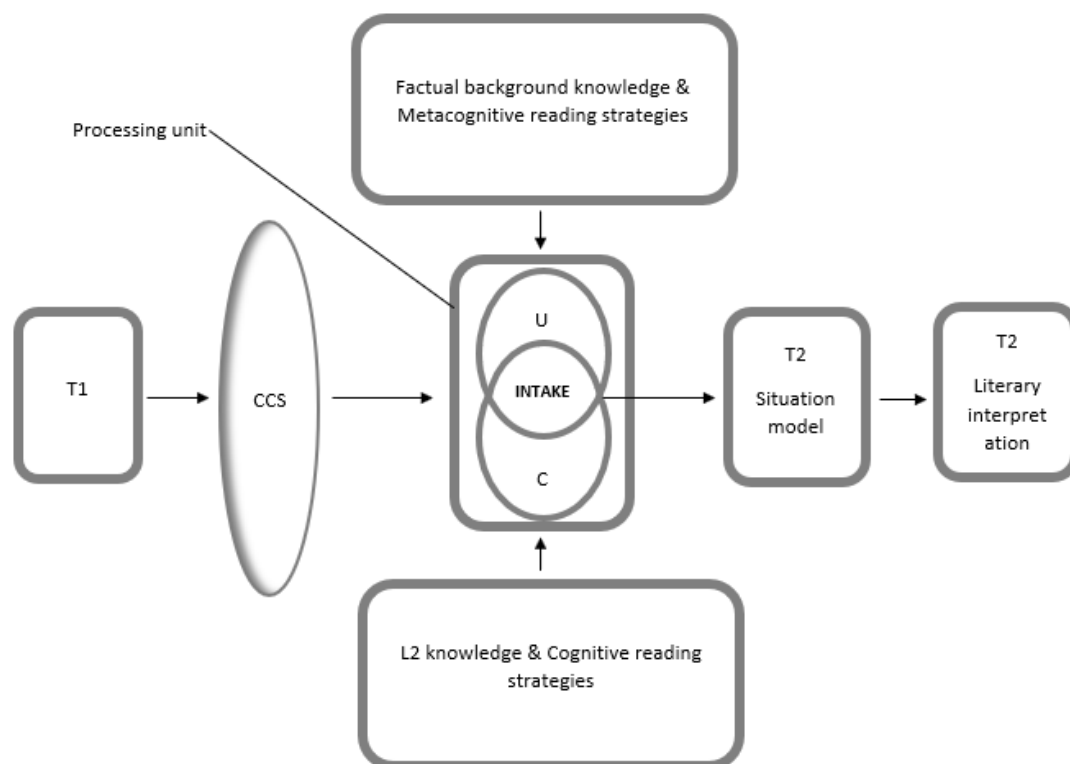 Factual background knowledge &
Metacognitive reading strategies
Processing unit
T1
CCS
U
INTAKE
C
T2
Situation
model
T2
Literary
interpret
ation
L2 knowledge & Cognitive reading
strategies